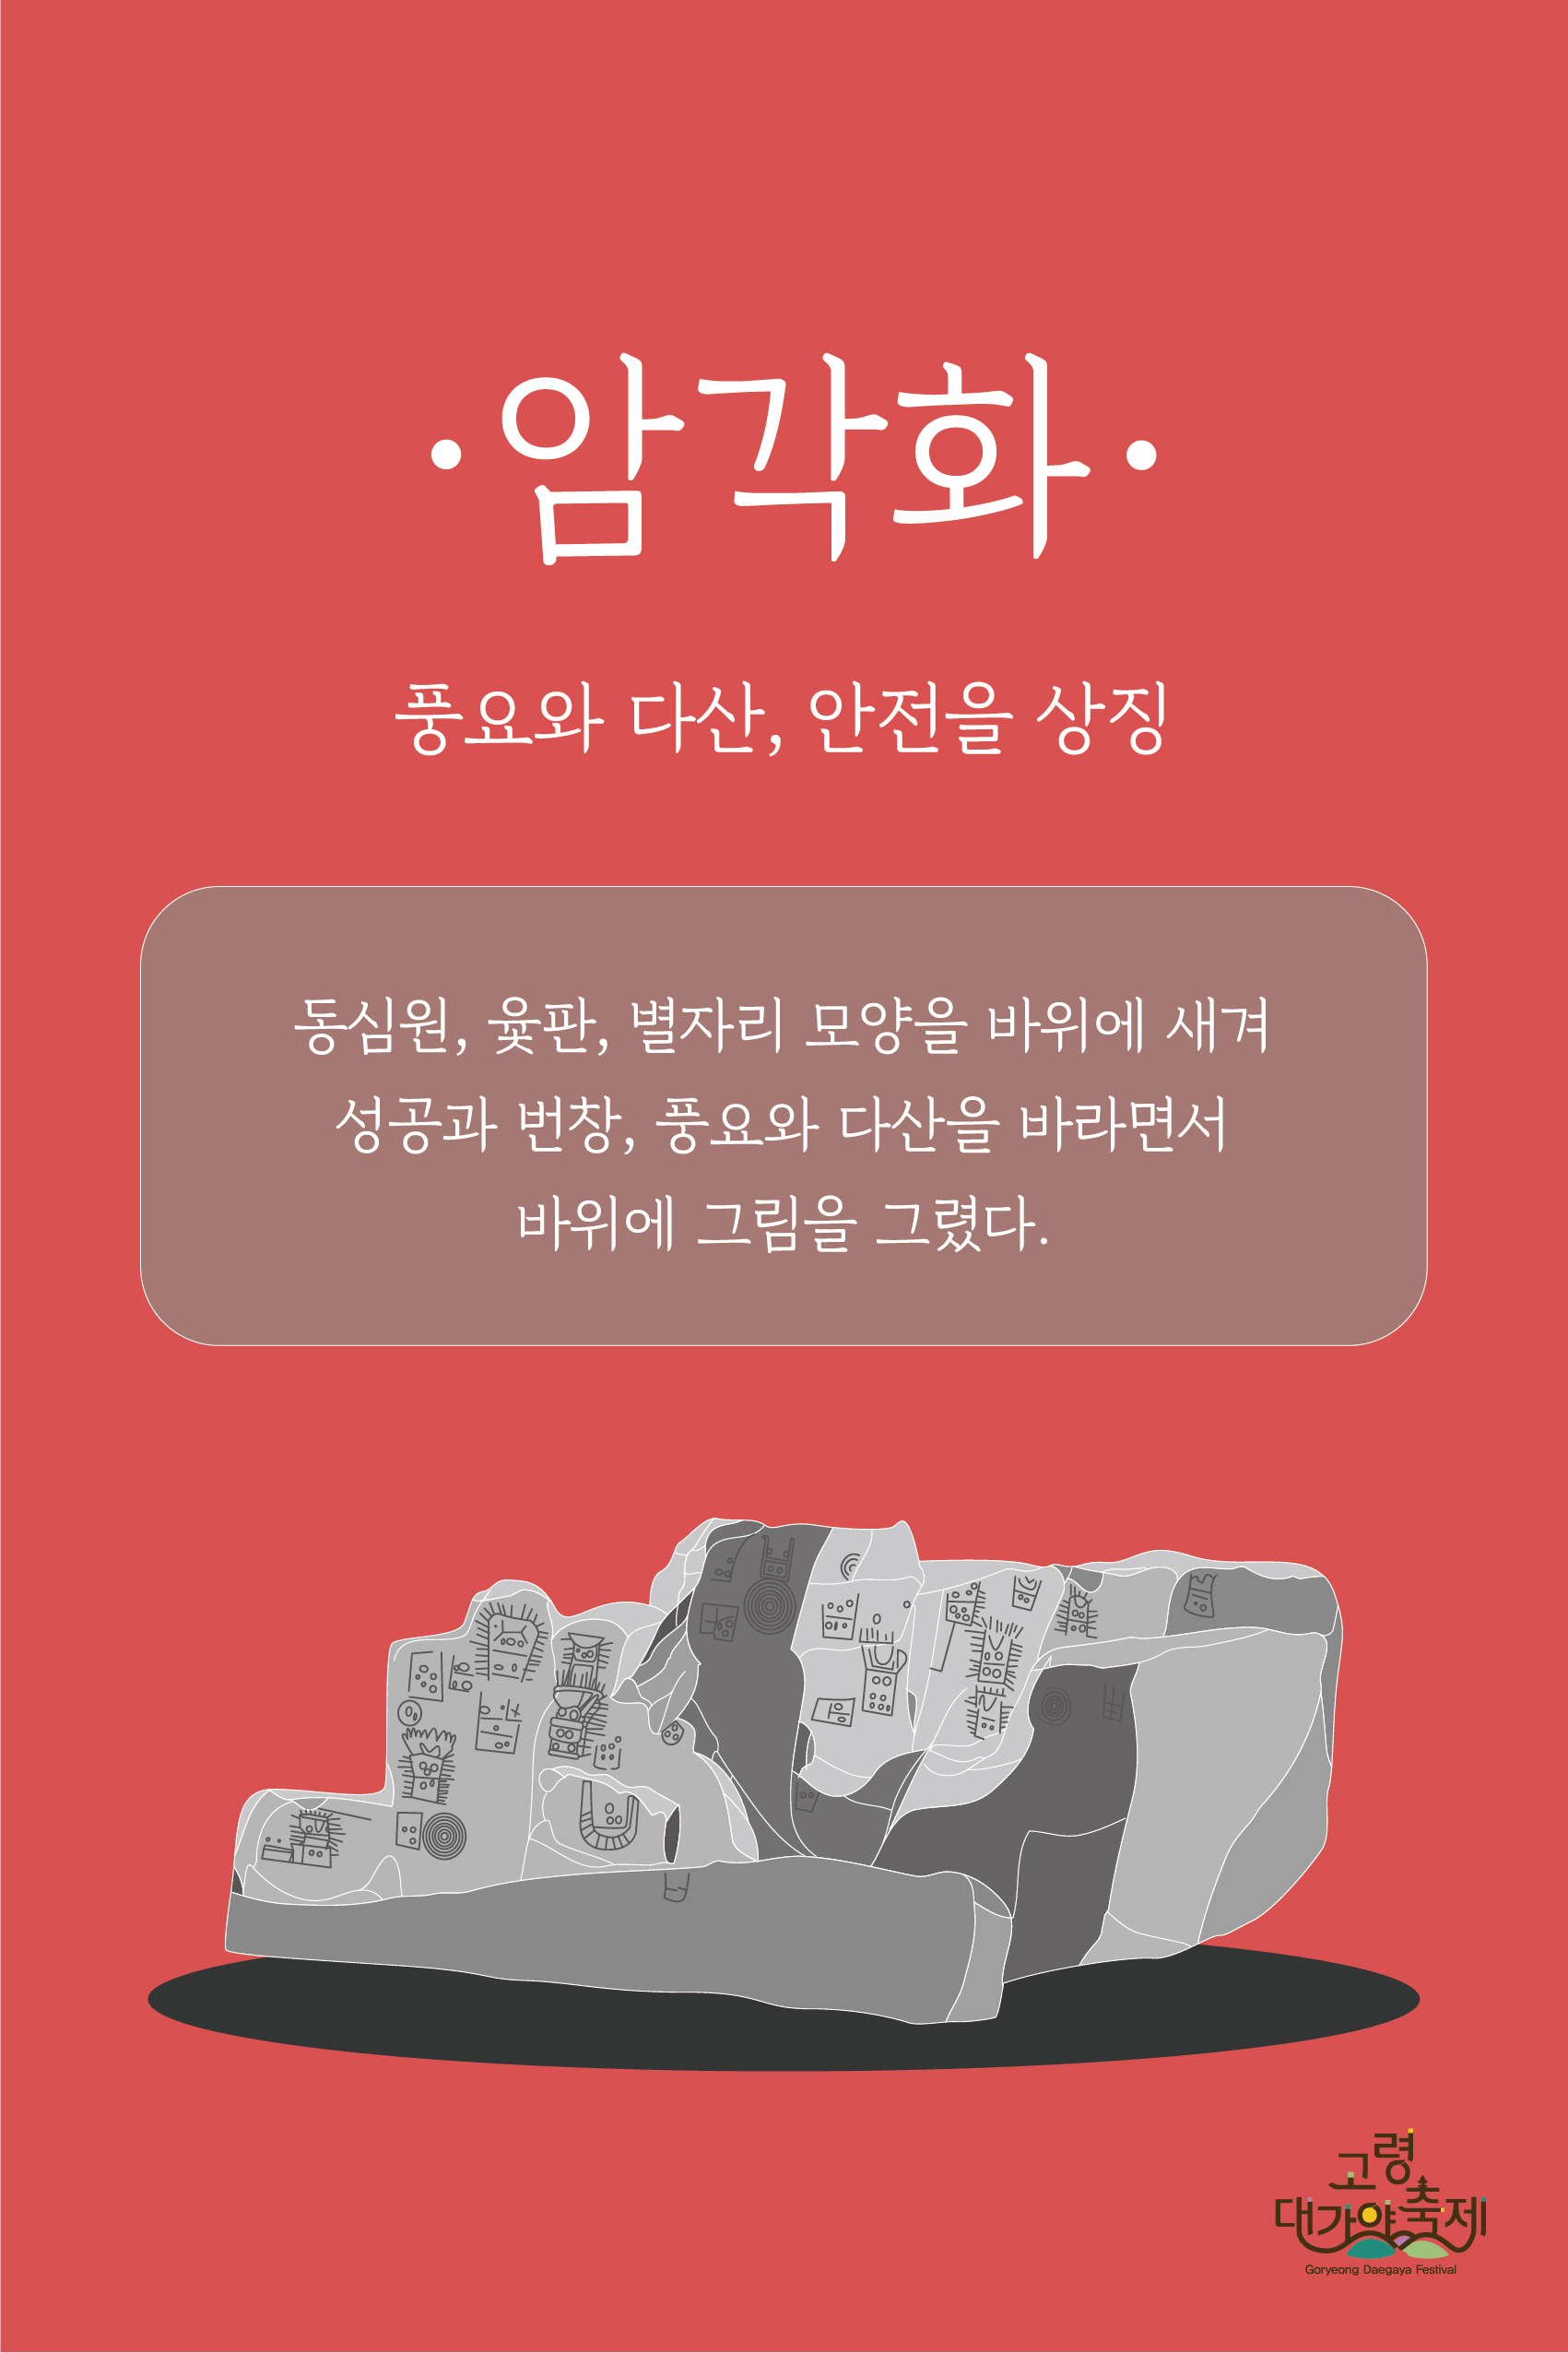 ·암각화·
풍요와 다산, 안전을 상징
동심원, 윷판, 별자리 모양을 바위에 새겨
성공과 번창, 풍요와 다산을 바라면서
바위에 그림을 그렸다.
고령
대가야축제
Goryeong Daegaya Festival